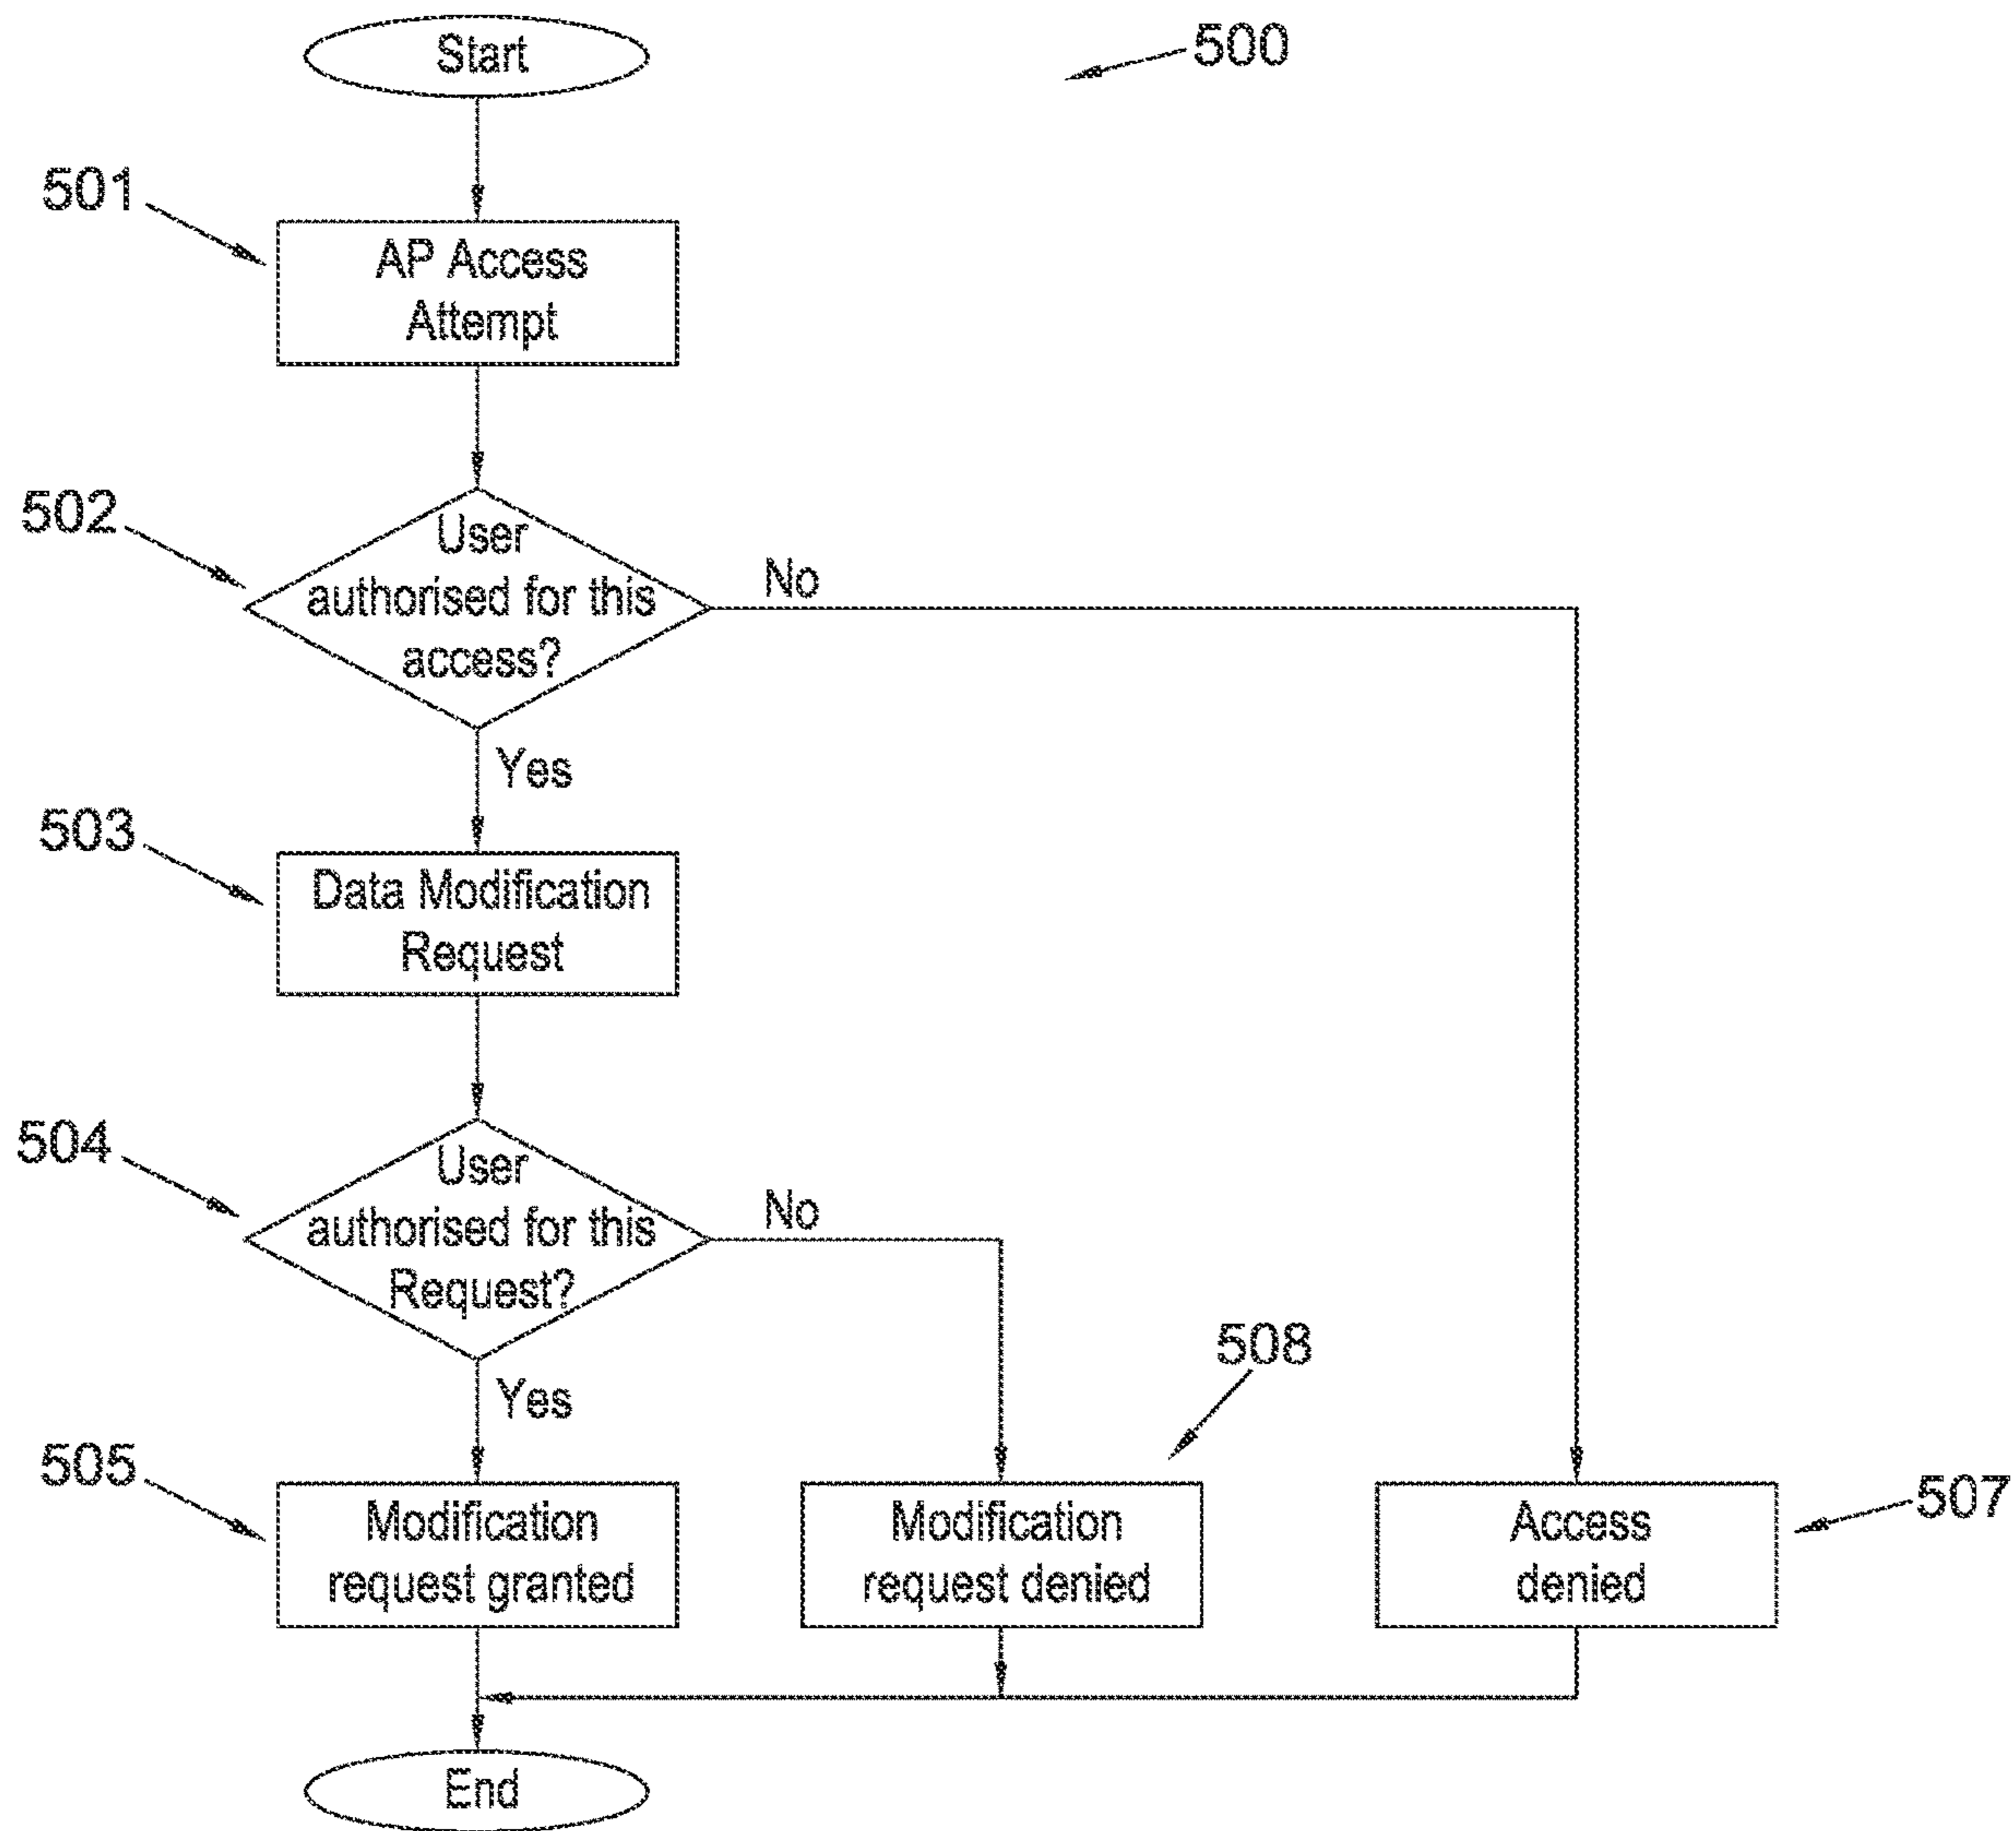 Start
500
501
AP Access
Attempt
502
User
authorised for this
access?
No
Yes
503
Data Modification
Request
504
User
authorised for this
Request?
No
Yes
508
505
Modification
request granted
Modification
request denied
Access
denied
507
End